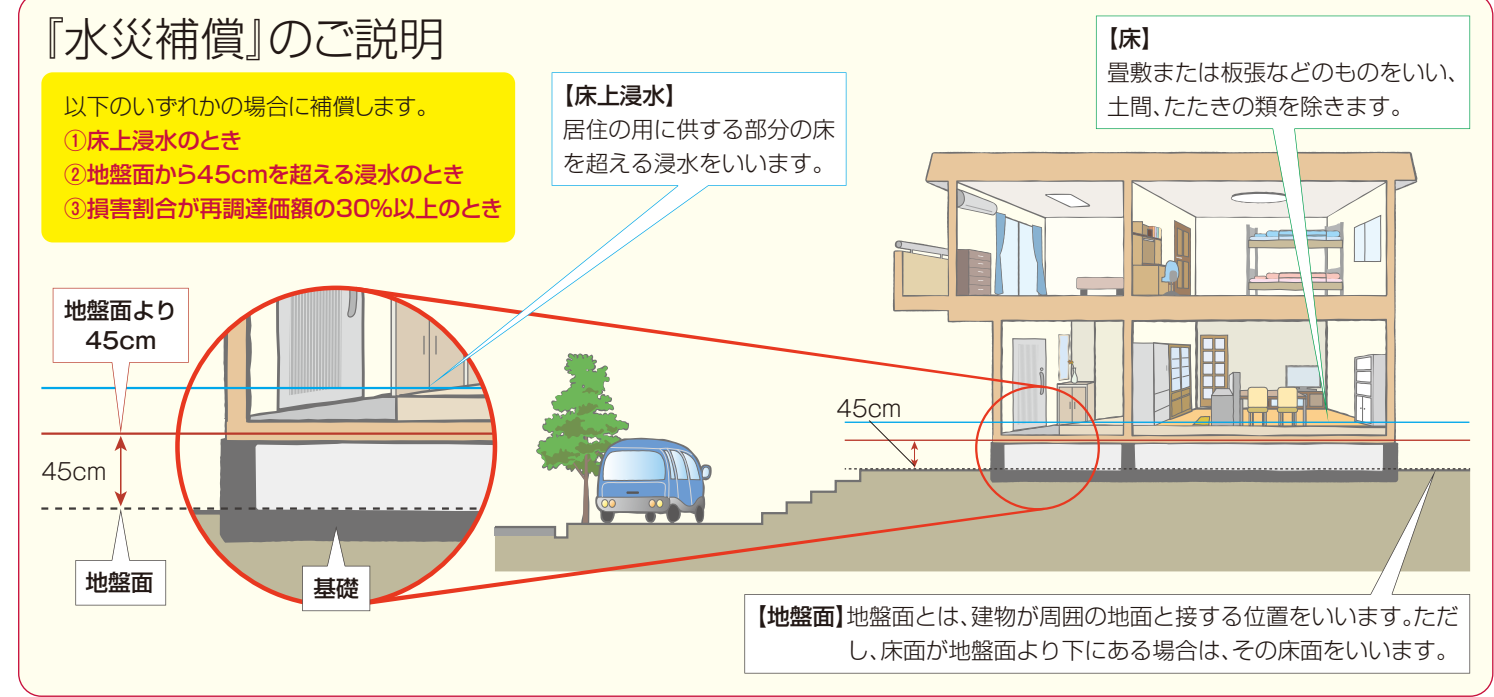 『水災補償』のご説明
以下のいずれかの場合に補償します。
①床上浸水のとき
②地盤面から45cmを超える浸水のとき
③損害割合が再調達価額の30%以上のとき
【床上浸水】
居住の用に供する部分の床
を超える浸水をいいます。
【床】
畳敷または板張などのものをいい、
土間、たたきの類を除きます。
地盤面より
45cm
45cm
地盤面
基礎
45cm
【地盤面】地盤面とは、建物が周囲の地面と接する位置をいいます。ただ
し、床面が地盤面より下にある場合は、その床面をいいます。